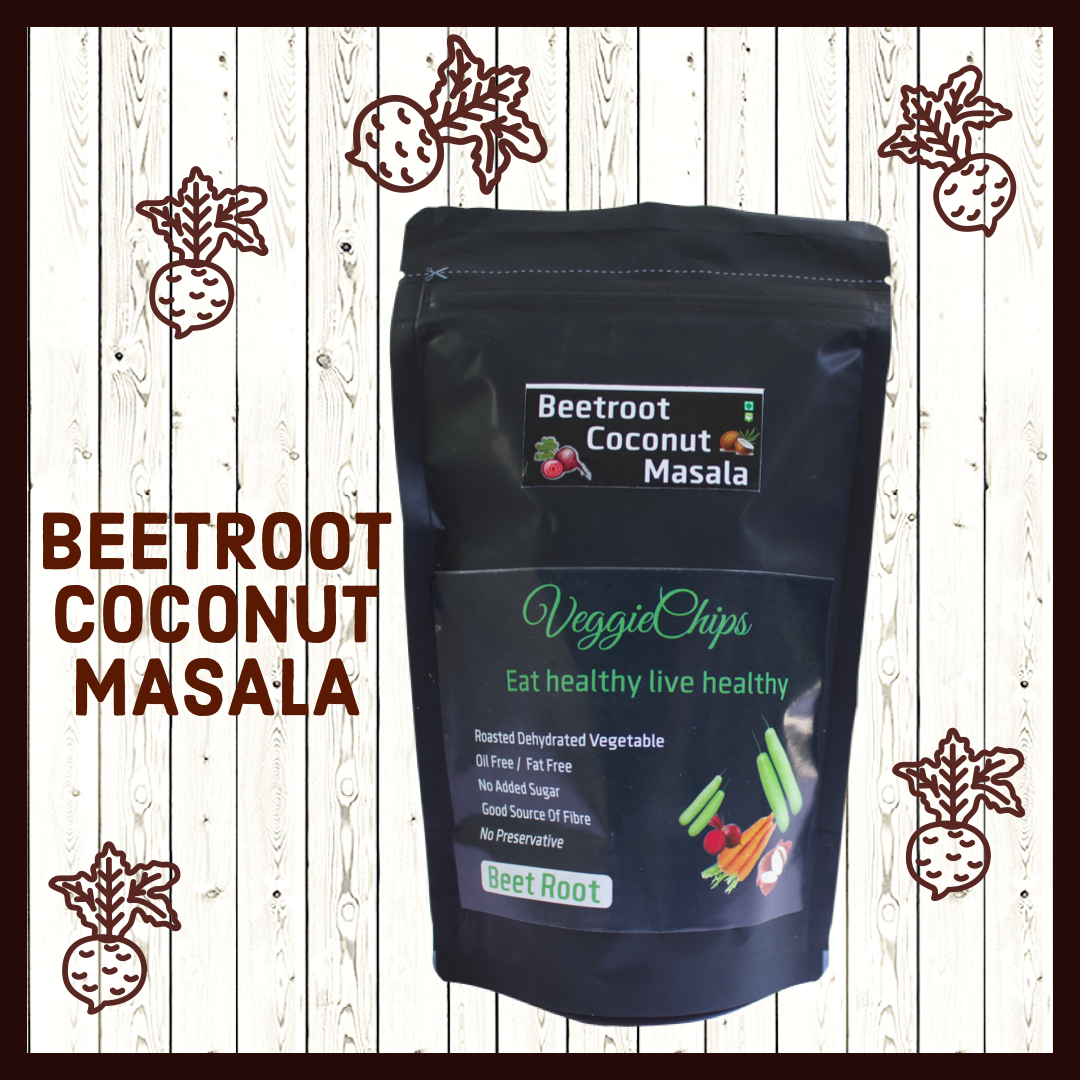 BEETROOT
COCONUT
MASALA
Beetroot
Coconut
Masala
VeggieChips
Eat healthy live healthy
Roasted Dehydrated Vegetable
Oil Free / Fat Free
No Added Sugar
Good Source Of Fibre
No Preservative
Beet Root